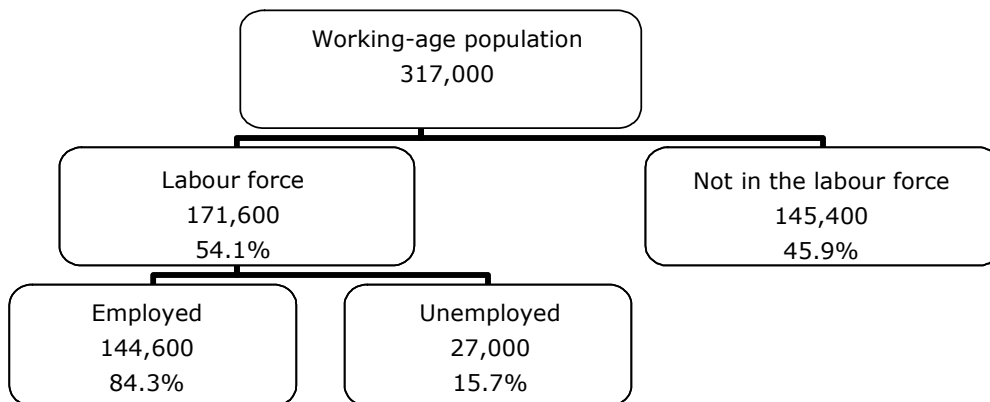 Working-age population
317,000
Labour force
171,600
54.1%
Not in the labour force
145,400
45.9%
Employed
144,600
84.3%
Unemployed
27,000
15.7%